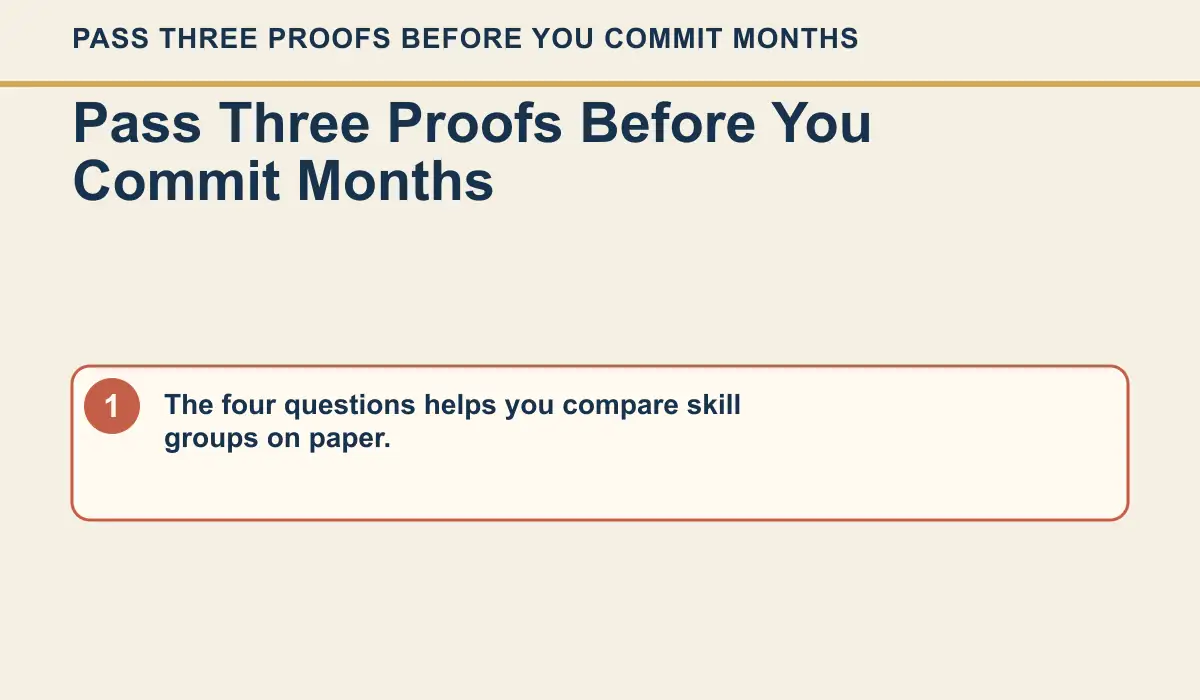 PASS THREE PROOFS BEFORE YOU COMMIT MONTHS
Pass Three Proofs Before You
Commit Months
1
The four questions helps you compare skill
groups on paper.